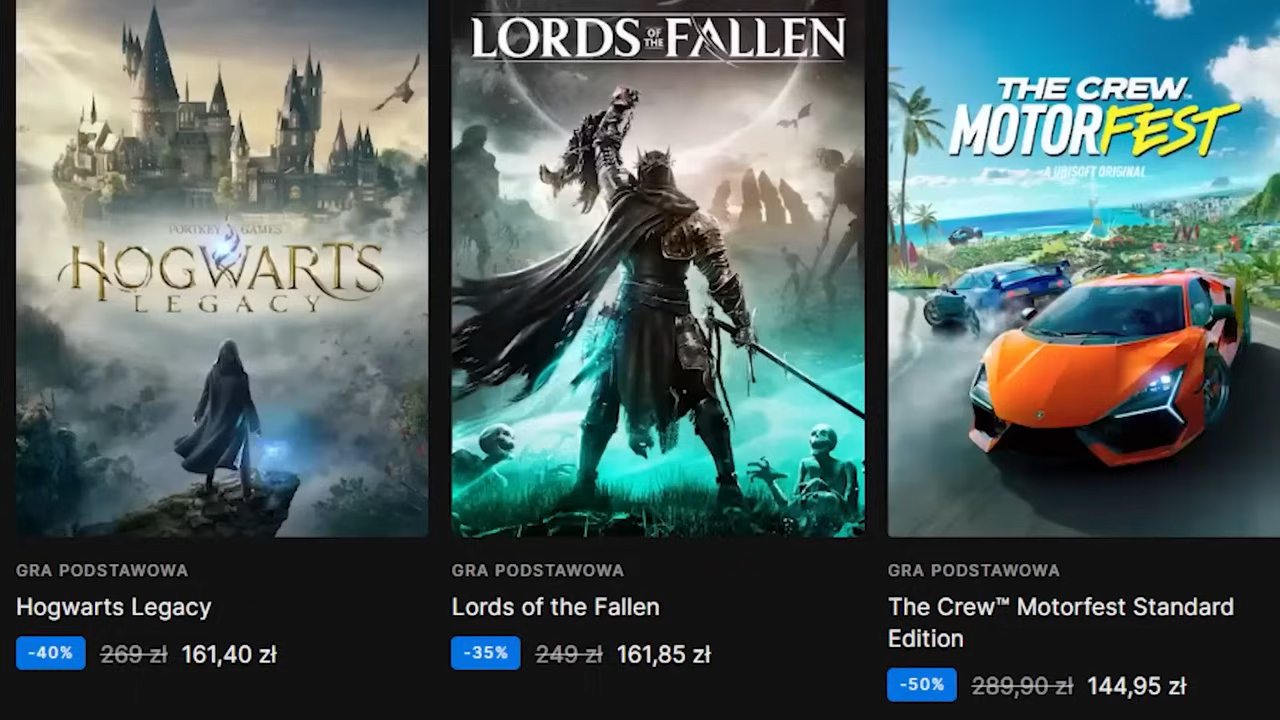 PORTKEY GAMES
HOGWARTS
LEGACY
GRA PODSTAWOWA
Hogwarts Legacy
-40% 269 zł 161,40 zł
LORDS OF THE FALLEN
GRA PODSTAWOWA
Lords of the Fallen
-35% 249 zł 161,85 zł
THE CREW™
MOTORFEST
A UBISOFT ORIGINAL
GRA PODSTAWOWA
The Crew™ Motorfest Standard
Edition
-50% 289,90 zł 144,95 zł